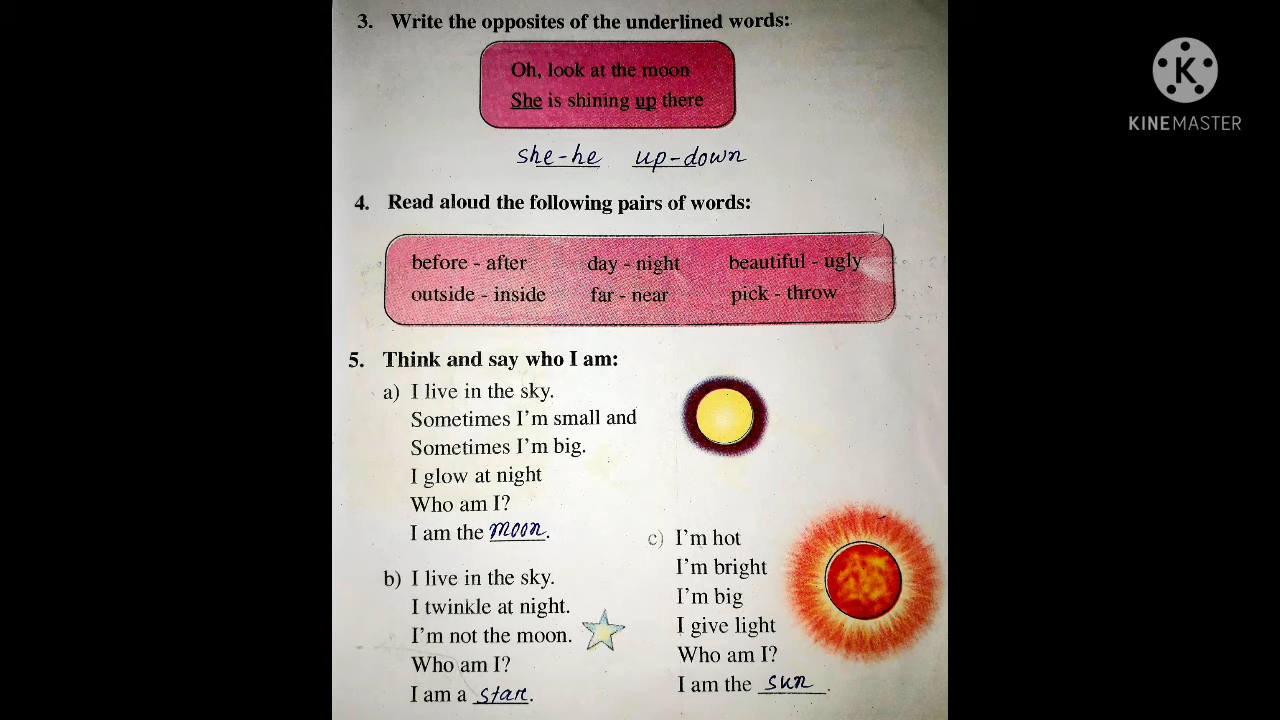 3. Write the opposites of the underlined words:
Oh, look at the moon
She is shining up there
she-he up-down
4. Read aloud the following pairs of words:
before - after day - night beautiful - ugly
outside - inside far - near pick - throw
5. Think and say who I am:
a) I live in the sky.
Sometimes I'm small and
Sometimes I'm big.
I glow at night
Who am I?
I am the moon.
b) I live in the sky.
I twinkle at night.
I'm not the moon.
Who am I?
I am a star.
c) I'm hot
I'm bright
I'm big
I give light
Who am I?
I am the sun.
K
KINEMASTER